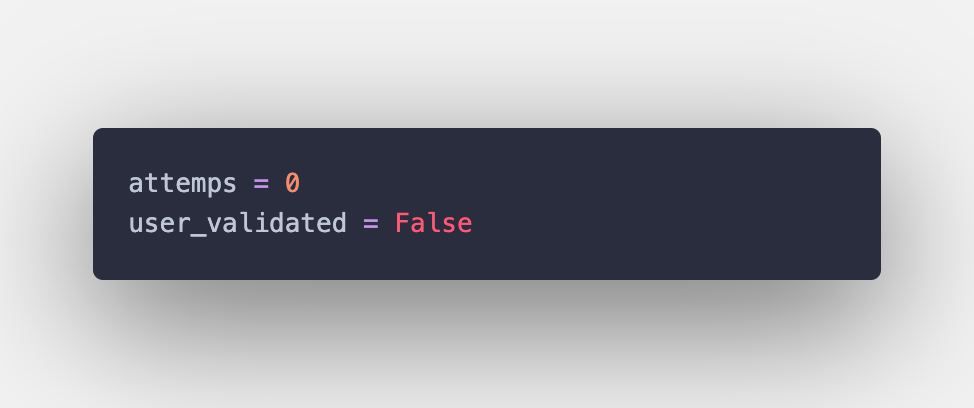 attemps = 0
user_validated = False